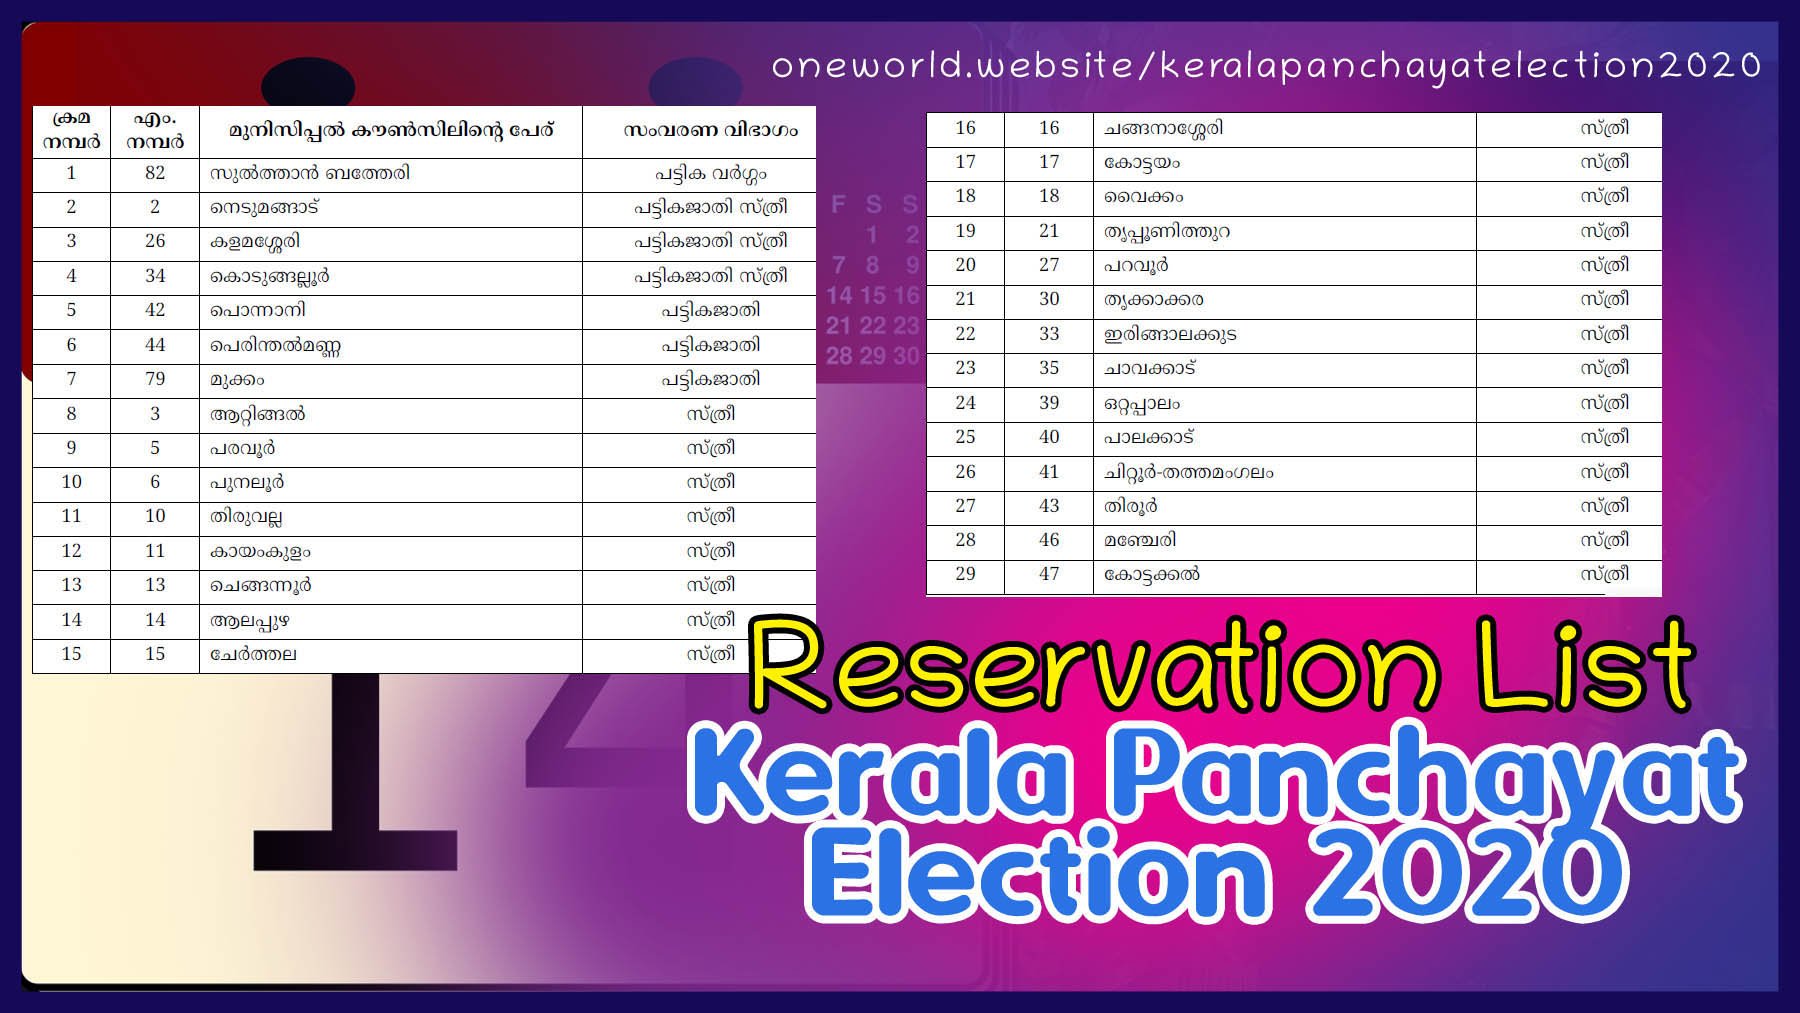 oneworld.website/keralapanchayatelection2020
ക്രമ നമ്പർ എം. നമ്പർ മുനിസിപ്പൽ കൗൺസിലിന്റെ പേര് സംവരണ വിഭാഗം
1 82 സുൽത്താൻ ബത്തേരി പട്ടിക വർഗ്ഗം
2 2 നെടുമങ്ങാട് പട്ടികജാതി സ്ത്രീ
3 26 കളമശ്ശേരി പട്ടികജാതി സ്ത്രീ
4 34 കൊടുങ്ങല്ലൂർ പട്ടികജാതി സ്ത്രീ
5 42 പൊന്നാനി പട്ടികജാതി
6 44 പെരിന്തൽമണ്ണ പട്ടികജാതി
7 79 മുക്കം പട്ടികജാതി
8 3 ആറ്റിങ്ങൽ സ്ത്രീ
9 5 പരവൂർ സ്ത്രീ
10 6 പുനലൂർ സ്ത്രീ
11 10 തിരുവല്ല സ്ത്രീ
12 11 കായംകുളം സ്ത്രീ
13 13 ചെങ്ങന്നൂർ സ്ത്രീ
14 14 ആലപ്പുഴ സ്ത്രീ
15 15 ചേർത്തല സ്ത്രീ
F S S
1 2
7 8 9
14 15 16
21 22 23
28 29 30
16 16 ചങ്ങനാശ്ശേരി സ്ത്രീ
17 17 കോട്ടയം സ്ത്രീ
18 18 വൈക്കം സ്ത്രീ
19 21 തൃപ്പൂണിത്തുറ സ്ത്രീ
20 27 പറവൂർ സ്ത്രീ
21 30 തൃക്കാക്കര സ്ത്രീ
22 33 ഇരിങ്ങാലക്കുട സ്ത്രീ
23 35 ചാവക്കാട് സ്ത്രീ
24 39 ഒറ്റപ്പാലം സ്ത്രീ
25 40 പാലക്കാട് സ്ത്രീ
26 41 ചിറ്റൂർ-തത്തമംഗലം സ്ത്രീ
27 43 തിരൂർ സ്ത്രീ
28 46 മഞ്ചേരി സ്ത്രീ
29 47 കോട്ടക്കൽ സ്ത്രീ
Reservation List
Kerala Panchayat
Election 2020